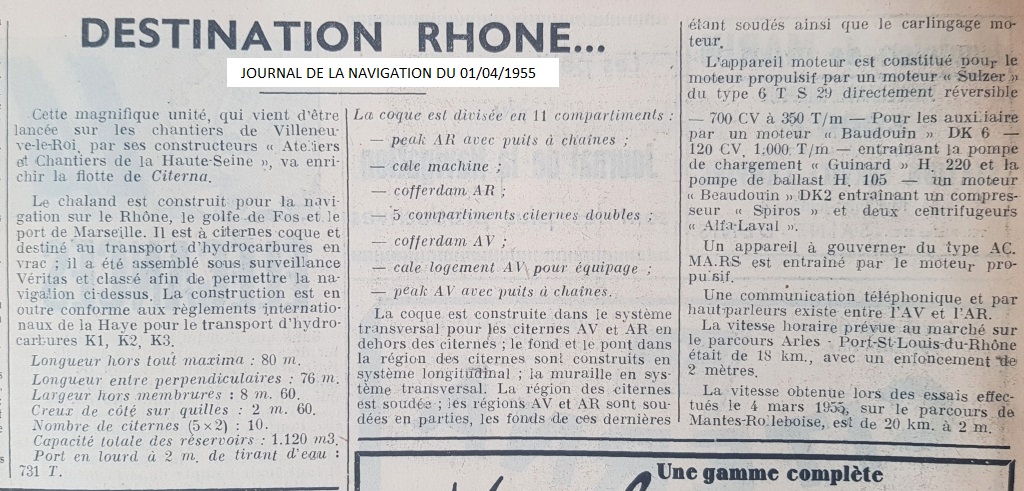 DESTINATION RHONE...
JOURNAL DE LA NAVIGATION DU 01/04/1955
Cette magnifique unité, qui vient d'être
lancée sur les chantiers de Villeneu-
ve-le-Roi, par ses constructeurs « Ateliers
et Chantiers de la Haute-Seine », va enri-
chir la flotte de Citerna.
Le chaland est construit pour la navi-
gation sur le Rhône, le golfe de Fos et le
port de Marseille. Il est à citernes coque et
destiné au transport d'hydrocarbures en
vrac ; il a été assemblé sous surveillance
Véritas et classé afin de permettre la na-
vigation ci-dessus. La construction est en
outre conforme aux règlements internatio-
naux de la Haye pour le transport d'hydro-
carbures K1, K2, K3.
Longueur hors tout maxima : 80 m.
Longueur entre perpendiculaires : 76 m.
Largeur hors membrures : 8 m. 60.
Creux de côté sur quilles : 2 m. 60.
Nombre de citernes (5×2) : 10.
Capacité totale des réservoirs : 1.120 m3.
Port en lourd à 2 m. de tirant d'eau :
731 T.
La coque est divisée en 11 compartiments :
— peak AR avec puits à chaînes ;
— cale machine ;
— cofferdam AR ;
— 5 compartiments citernes doubles ;
— cofferdam AV ;
— cale logement AV pour équipage ;
— peak AV avec puits à chaînes.
La coque est construite dans le système
transversal pour les citernes AV et AR en
dehors des citernes ; le fond et le pont dans
la région des citernes sont construits en
système longitudinal ; la muraille en sys-
tème transversal. La région des citernes
est soudée ; les régions AV et AR sont sou-
dées en parties, les fonds de ces dernières
étant soudés ainsi que le carlingage mo-
teur.
L'appareil moteur est constitué pour le
moteur propulsif par un moteur « Sulzer »
du type 6 T S 29 directement réversible
— 700 CV à 350 T/m — Pour les auxiliaire
par un moteur « Baudouin » DK 6 —
120 CV, 1.000 T/m — entraînant la pompe
de chargement « Guinard » H. 220 et la
pompe de ballast H. 105 — un moteur
« Beaudouin » DK2 entraînant un compres-
seur « Spiros » et deux centrifugeurs
« Alfa-Laval ».
Un appareil à gouverner du type AC.
MA.RS est entraîné par le moteur pro-
pulsif.
Une communication téléphonique et par
haut-parleurs existe entre l'AV et l'AR.
La vitesse horaire prévue au marché sur
le parcours Arles - Port-St-Louis-du-Rhône
était de 18 km., avec un enfoncement de
2 mètres.
La vitesse obtenue lors des essais effec-
tués le 4 mars 1955, sur le parcours de
Mantes-Rolleboise, est de 20 km. à 2 m.
Une gamme complète